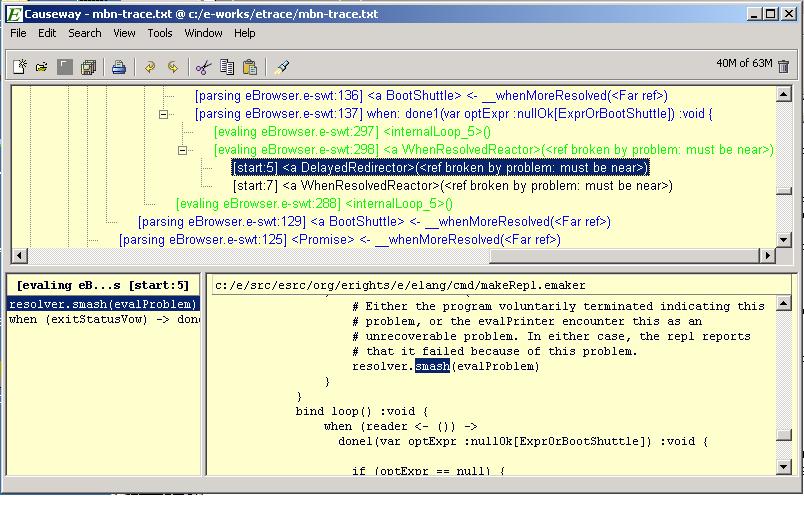 Causeway - mbn-trace.txt @ c:/e-works/etrace/mbn-trace.txt
File Edit Search View Tools Window Help
40M of 63M
[parsing eBrowser.e-swt:136] <a BootShuttle> <- __whenMoreResolved(<Far ref>)
[parsing eBrowser.e-swt:137] when: done1(var optExpr :nullOk[ExprOrBootShuttle]) :void {
[evaling eBrowser.e-swt:297] <internalLoop_5>()
[evaling eBrowser.e-swt:298] <a WhenResolvedReactor>(<ref broken by problem: must be near>)
[start:5] <a DelayedRedirector>(<ref broken by problem: must be near>)
[start:7] <a WhenResolvedReactor>(<ref broken by problem: must be near>)
[evaling eBrowser.e-swt:288] <internalLoop_5>()
[parsing eBrowser.e-swt:129] <a BootShuttle> <- __whenMoreResolved(<Far ref>)
[parsing eBrowser.e-swt:125] <Promise> <- __whenMoreResolved(<Far ref>)
[evaling eB...s [start:5]
resolver.smash(evalProblem)
when (exitStatusVow) -> done
c:/e/src/esrc/org/erights/e/elang/cmd/makeRepl.emaker
# Either the program voluntarily terminated indicating this
# problem, or the evalPrinter encounter this as an
# unrecoverable problem. In either case, the repl reports
# that it failed because of this problem.
resolver.smash(evalProblem)
}
}
bind loop() :void {
when (reader <- ()) ->
done1(var optExpr :nullOk[ExprOrBootShuttle]) :void {
if (optExpr == null) {